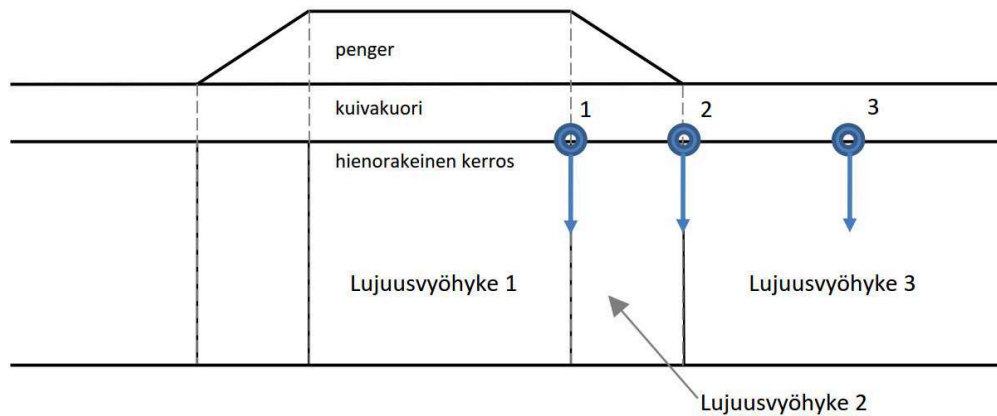 penger
kuivakuori
1
2
3
hienorakeinen kerros
Lujuusvyöhyke 1
Lujuusvyöhyke 3
Lujuusvyöhyke 2